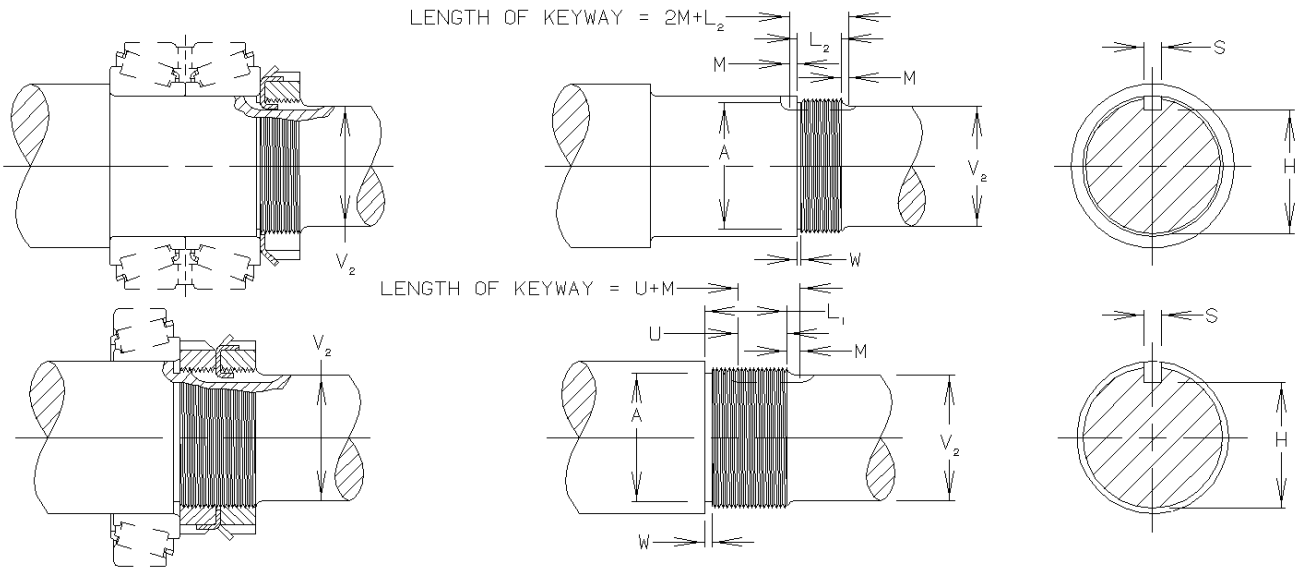 LENGTH OF KEYWAY = 2M+L₂
L₂
S
M
M
A
V₂
H
V₂
W
LENGTH OF KEYWAY = U+M
L₁
S
V₂
U
M
A
V₂
H
W